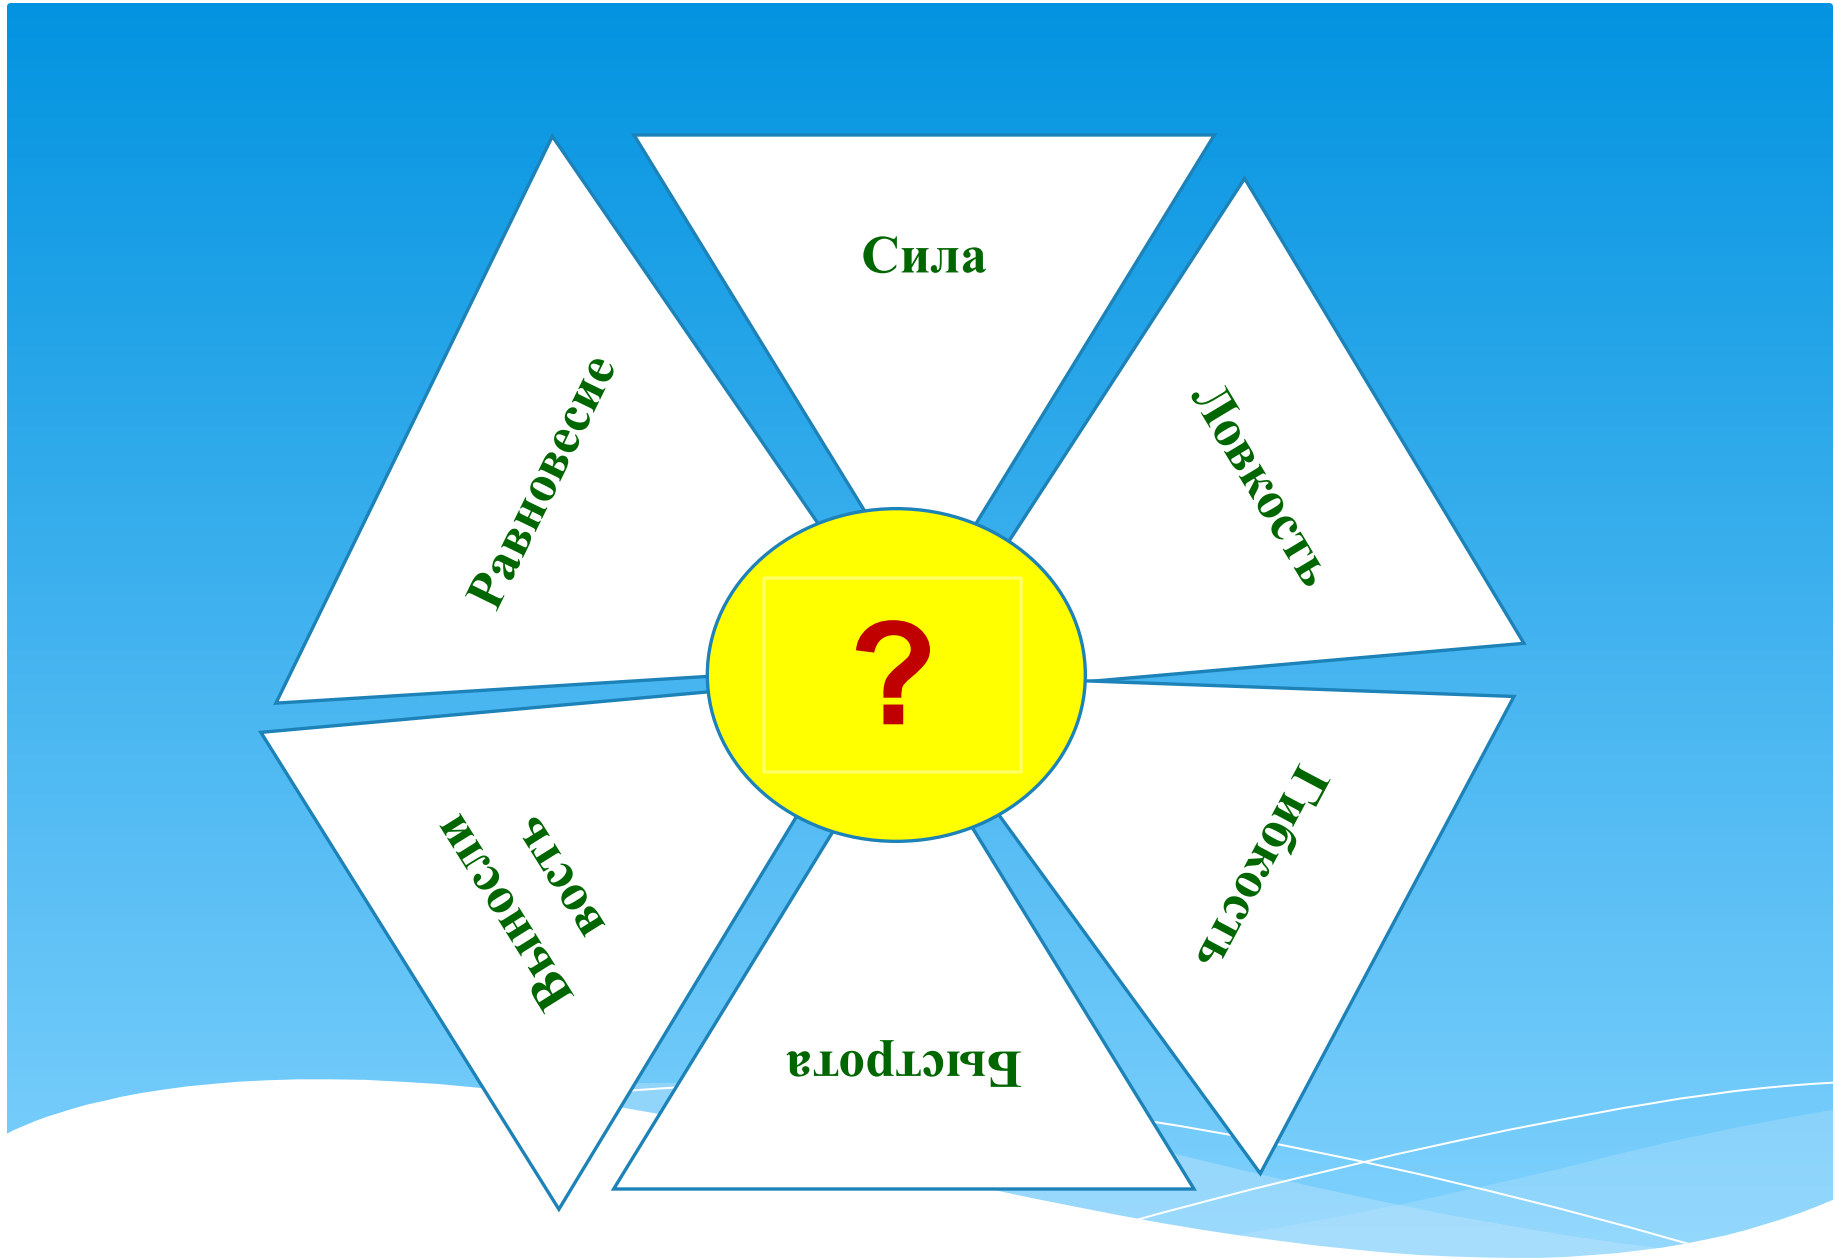 Сила
Ловкость
Гибкость
Быстрота
Выносли
вость
Равновесие
?